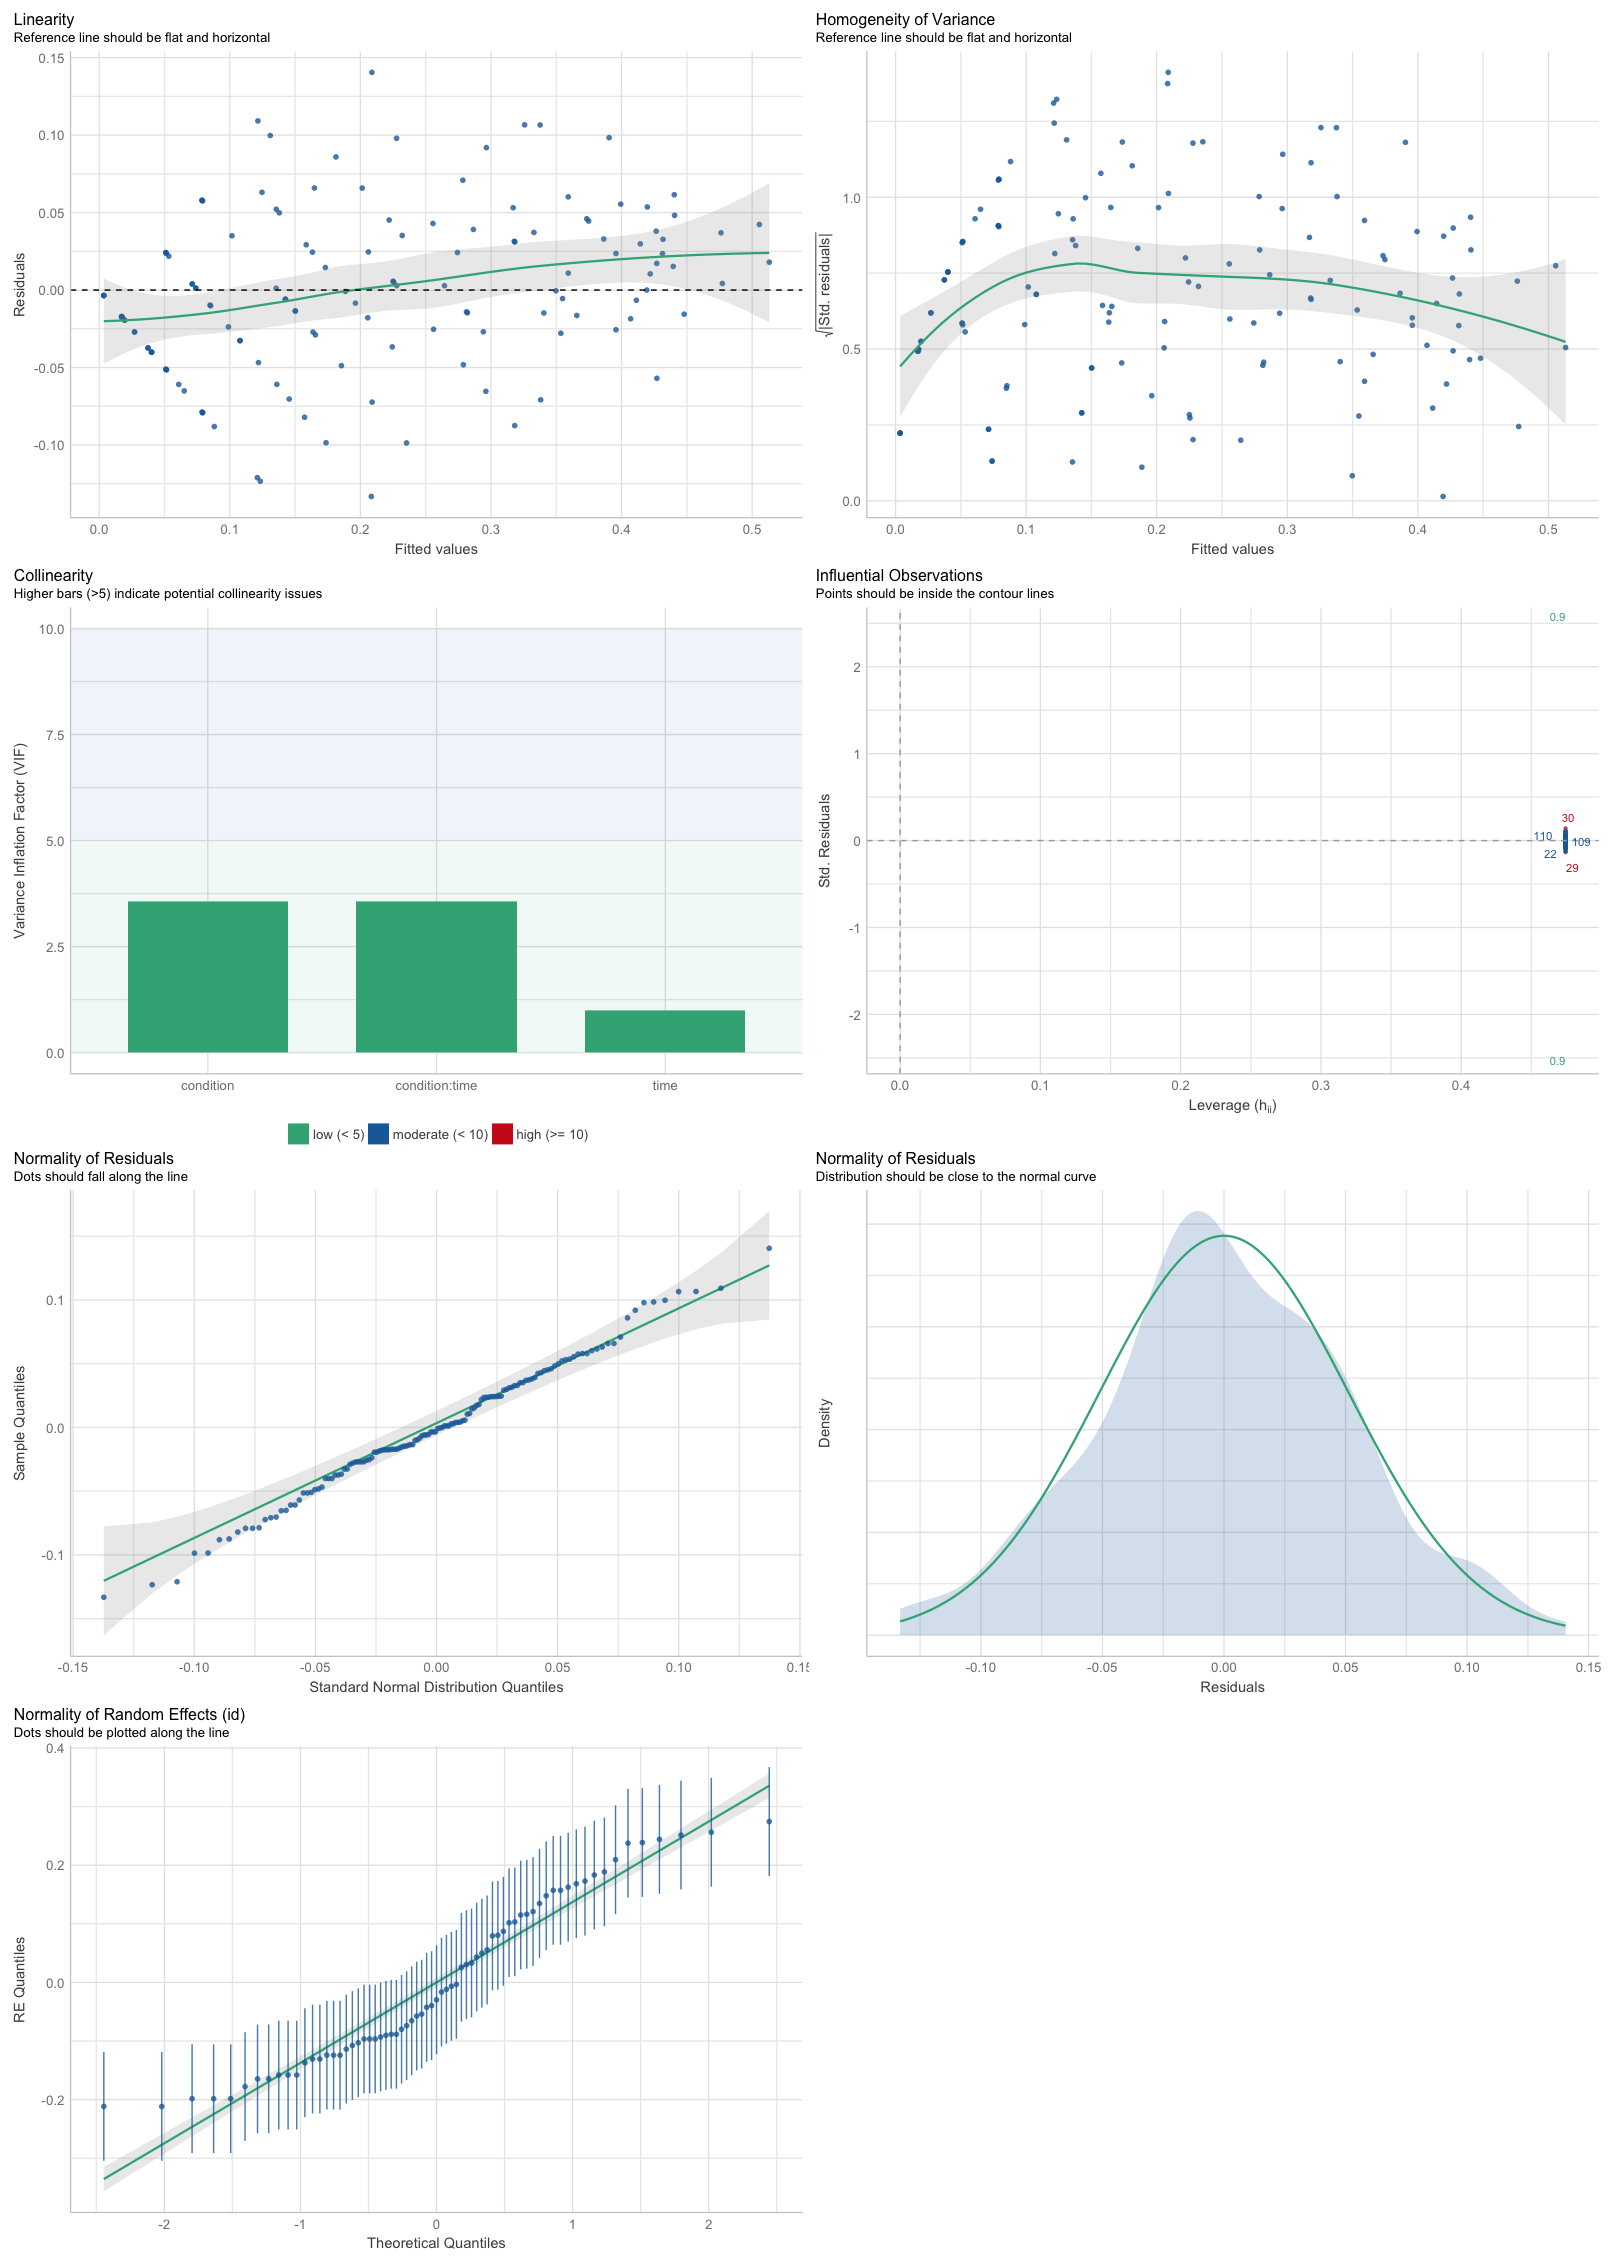 Linearity
Reference line should be flat and horizontal
0.15
0.10
0.05
0.00
-0.05
-0.10
Residuals
0.0 0.1 0.2 0.3 0.4 0.5
Fitted values
Homogeneity of Variance
Reference line should be flat and horizontal
1.0
0.5
0.0
√|Std. residuals|
0.0 0.1 0.2 0.3 0.4 0.5
Fitted values
Collinearity
Higher bars (>5) indicate potential collinearity issues
10.0
7.5
5.0
2.5
0.0
Variance Inflation Factor (VIF)
condition condition:time time
low (< 5) moderate (< 10) high (>= 10)
Influential Observations
Points should be inside the contour lines
0.9
2
1
0
-1
-2
Std. Residuals
30
110
109
22
29
0.9
0.0 0.1 0.2 0.3 0.4
Leverage (hii)
Normality of Residuals
Dots should fall along the line
0.1
0.0
-0.1
Sample Quantiles
-0.15 -0.10 -0.05 0.00 0.05 0.10 0.15
Standard Normal Distribution Quantiles
Normality of Residuals
Distribution should be close to the normal curve
Density
-0.10 -0.05 0.00 0.05 0.10 0.15
Residuals
Normality of Random Effects (id)
Dots should be plotted along the line
0.4
0.2
0.0
-0.2
RE Quantiles
-2 -1 0 1 2
Theoretical Quantiles